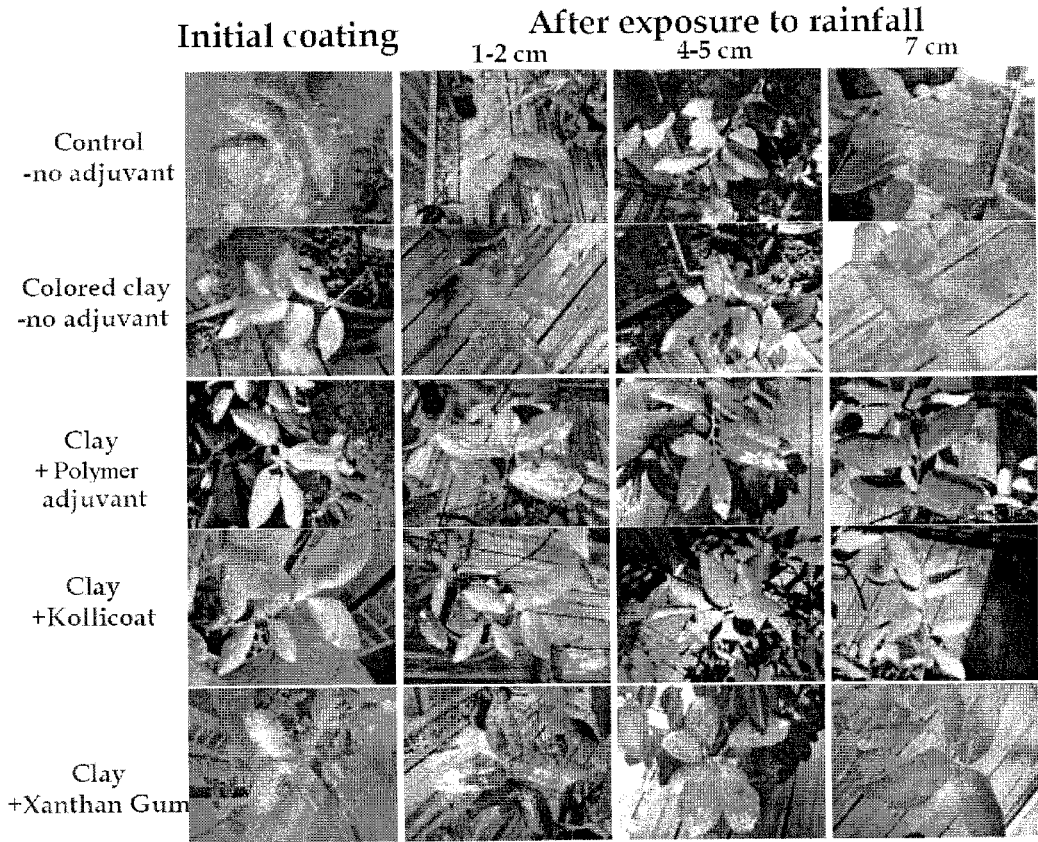 Initial coating
After exposure to rainfall
1-2 cm
4-5 cm
7 cm
Control
-no adjuvant
Colored clay
-no adjuvant
Clay
+ Polymer
adjuvant
Clay
+Kollicoat
Clay
+Xanthan Gum